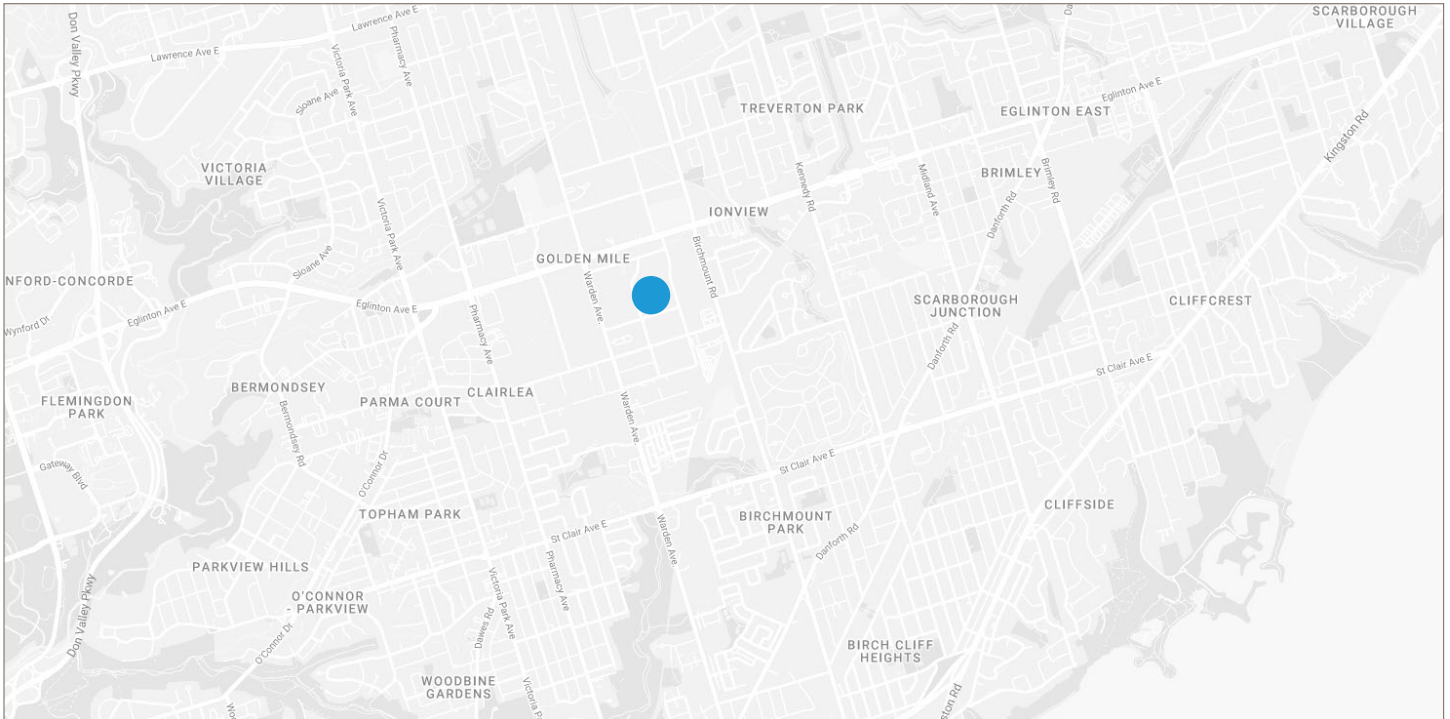 SCARBOROUGH
VILLAGE
Lawrence Ave E
Don Valley Pkwy
Lawrence Ave E
Pharmacy Ave
Victoria Park Ave
Eglinton Ave E
Sloane Ave
TREVERTON PARK
EGLINTON EAST
Kingston Rd
VICTORIA
VILLAGE
Kennedy Rd
Midland Ave
BRIMLEY
Brimley Rd
Danforth Rd
Victoria Park Ave
IONVIEW
Sloane Ave
GOLDEN MILE
Birchmount Rd
NFORD-CONCORDE
Warden Ave.
SCARBOROUGH
JUNCTION
CLIFFCREST
Eglinton Ave E
Eglinton Ave E
Wynford Dr
Pharmacy Ave
Danforth Rd
St Clair Ave E
BERMONDSEY
CLAIRLEA
PARMA COURT
FLEMINGDON
PARK
Warden Ave.
Bermondsey Rd
O'Connor Dr
St Clair Ave E
Gateway Blvd
CLIFFSIDE
TOPHAM PARK
BIRCHMOUNT
PARK
St Clair Ave E
Warden Ave.
Danforth Rd
PARKVIEW HILLS
Pharmacy Ave
Victoria Park Ave
O'CONNOR
- PARKVIEW
Don Valley Pkwy
Dawes Rd
O'Connor Dr
BIRCH CLIFF
HEIGHTS
WOODBINE
GARDENS
Victoria P
ston Rd